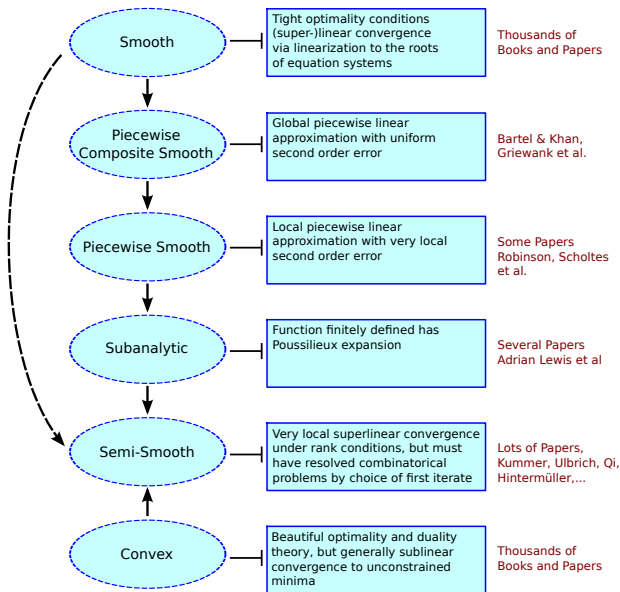 Smooth
Tight optimality conditions
(super-)linear convergence
via linearization to the roots
of equation systems
Thousands of
Books and Papers
Piecewise
Composite Smooth
Global piecewise linear
approximation with uniform
second order error
Bartel & Khan,
Griewank et al.
Piecewise Smooth
Local piecewise linear
approximation with very local
second order error
Some Papers
Robinson, Scholtes
et al.
Subanalytic
Function finitely defined has
Poussilieux expansion
Several Papers
Adrian Lewis et al
Semi-Smooth
Very local superlinear convergence
under rank conditions, but must
have resolved combinatorical
problems by choice of first iterate
Lots of Papers,
Kummer, Ulbrich, Qi,
Hintermüller,...
Convex
Beautiful optimality and duality
theory, but generally sublinear
convergence to unconstrained
minima
Thousands of
Books and Papers